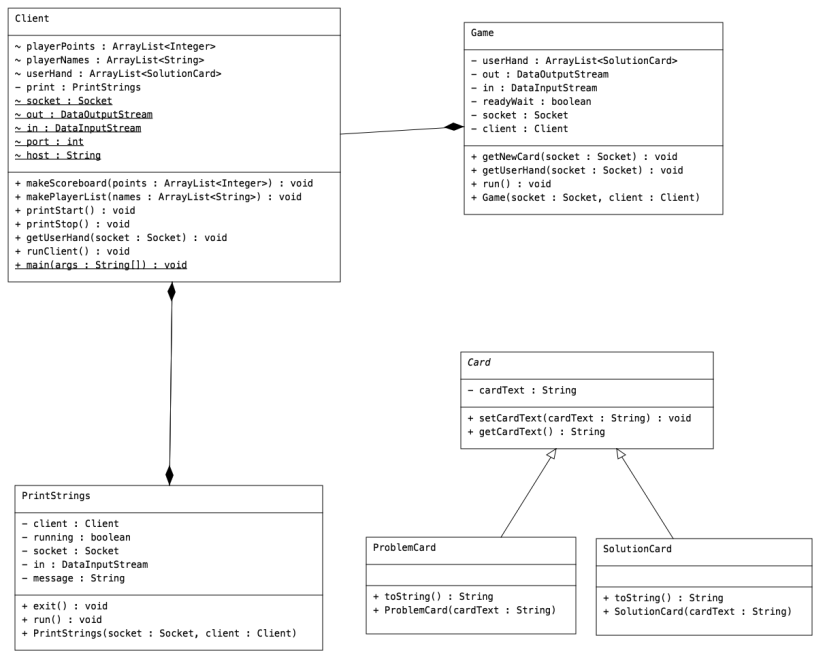 Client
~ playerPoints : ArrayList<Integer>
~ playerNames : ArrayList<String>
~ userHand : ArrayList<SolutionCard>
- print : PrintStrings
~ socket : Socket
~ out : DataOutputStream
~ in : DataInputStream
~ port : int
~ host : String
+ makeScoreboard(points : ArrayList<Integer>) : void
+ makePlayerList(names : ArrayList<String>) : void
+ printStart() : void
+ printStop() : void
+ getUserHand(socket : Socket) : void
+ runClient() : void
+ main(args : String[]) : void
Game
- userHand : ArrayList<SolutionCard>
- out : DataOutputStream
- in : DataInputStream
- readyWait : boolean
- socket : Socket
- client : Client
+ getNewCard(socket : Socket) : void
+ getUserHand(socket : Socket) : void
+ run() : void
+ Game(socket : Socket, client : Client)
Card
- cardText : String
+ setCardText(cardText : String) : void
+ getCardText() : String
PrintStrings
- client : Client
- running : boolean
- socket : Socket
- in : DataInputStream
- message : String
+ exit() : void
+ run() : void
+ PrintStrings(socket : Socket, client : Client)
ProblemCard
+ toString() : String
+ ProblemCard(cardText : String)
SolutionCard
+ toString() : String
+ SolutionCard(cardText : String)